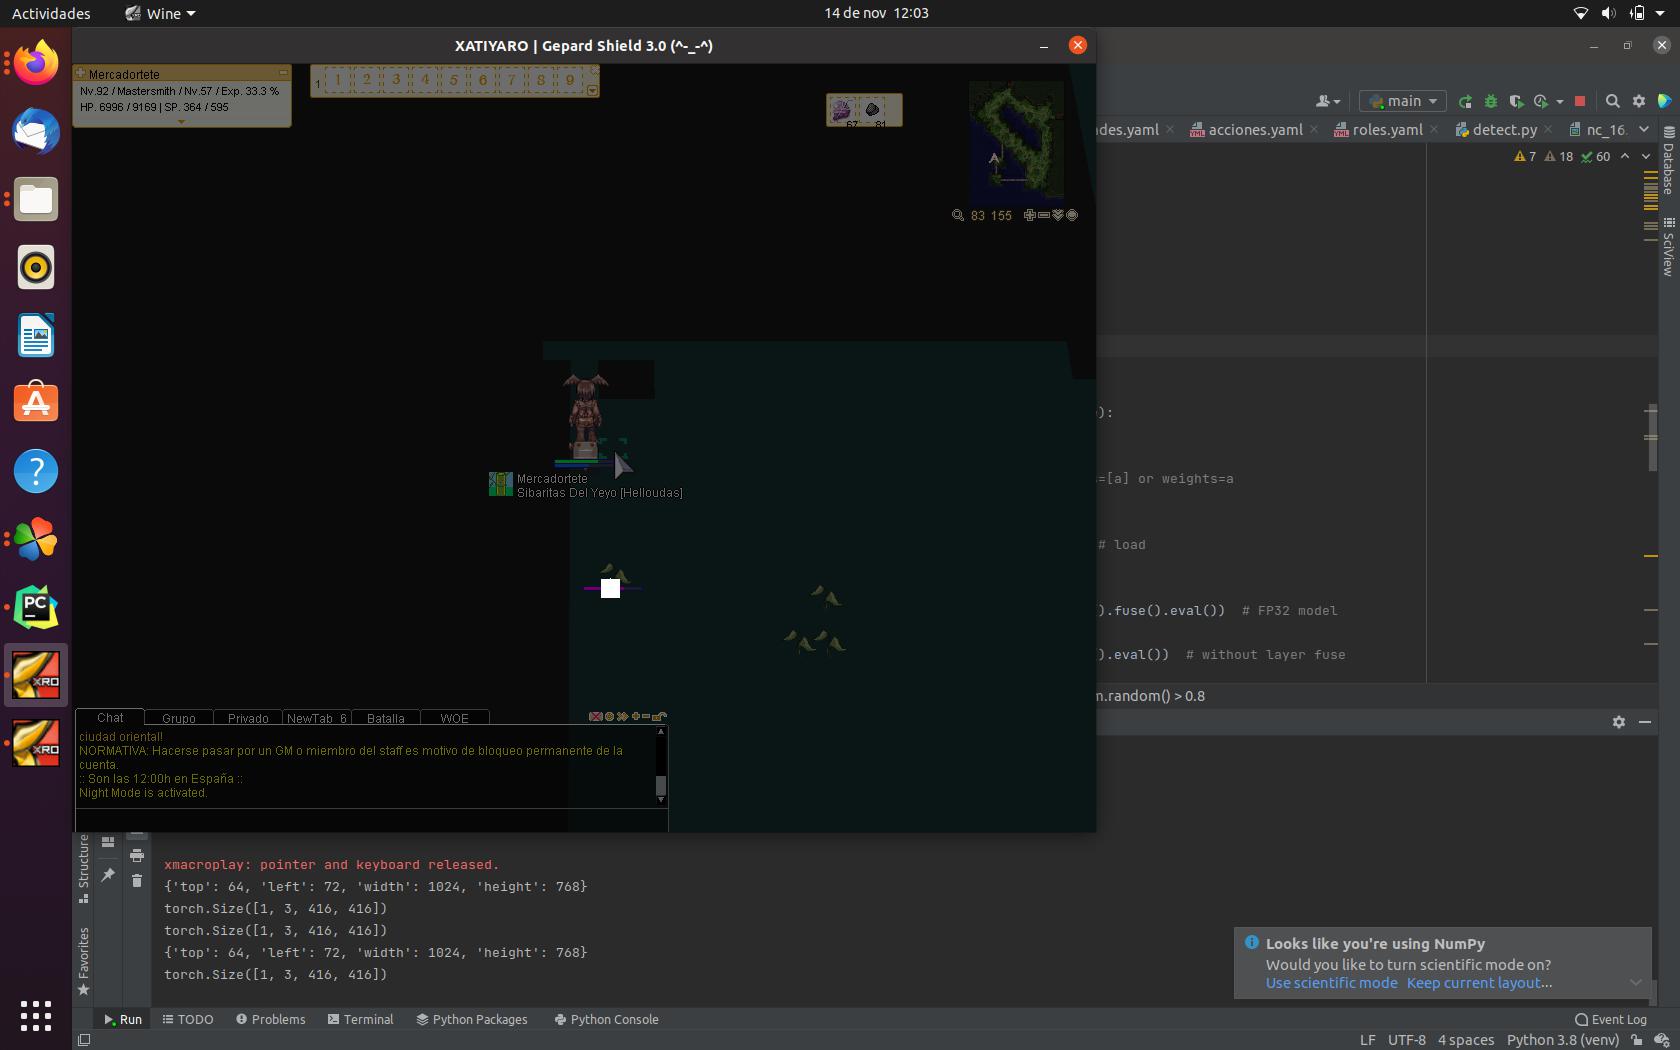 Actividades
Wine
14 de nov 12:03
XATIYARO | Gepard Shield 3.0 (^-_-^)
Mercadortete
Nv.92 / Mastersmith / Nv.57 / Exp. 33.3 %
HP. 6996 / 9169 | SP. 364 / 595
1
1 2 3 4 5 6 7 8 9
67 81
83 155
main
des.yaml
acciones.yaml
roles.yaml
detect.py
nc_16.
7 18 60
Database
SciView
):
=[a] or weights=a
# load
).fuse().eval()) # FP32 model
).eval()) # without layer fuse
m.random() > 0.8
Mercadortete
Sibaritas Del Yeyo [Helloudas]
PC
XRO
XRO
Chat
Grupo
Privado
NewTab_6
Batalla
WOE
ciudad oriental!
NORMATIVA: Hacerse pasar por un GM o miembro del staff es motivo de bloqueo permanente de la
cuenta.
:: Son las 12:00h en España ::
Night Mode is activated.
Structure
Favorites
xmacroplay: pointer and keyboard released.
{'top': 64, 'left': 72, 'width': 1024, 'height': 768}
torch.Size([1, 3, 416, 416])
torch.Size([1, 3, 416, 416])
{'top': 64, 'left': 72, 'width': 1024, 'height': 768}
torch.Size([1, 3, 416, 416])
Looks like you're using NumPy
Would you like to turn scientific mode on?
Use scientific mode Keep current layout...
Run
TODO
Problems
Terminal
Python Packages
Python Console
Event Log
LF UTF-8 4 spaces Python 3.8 (venv)